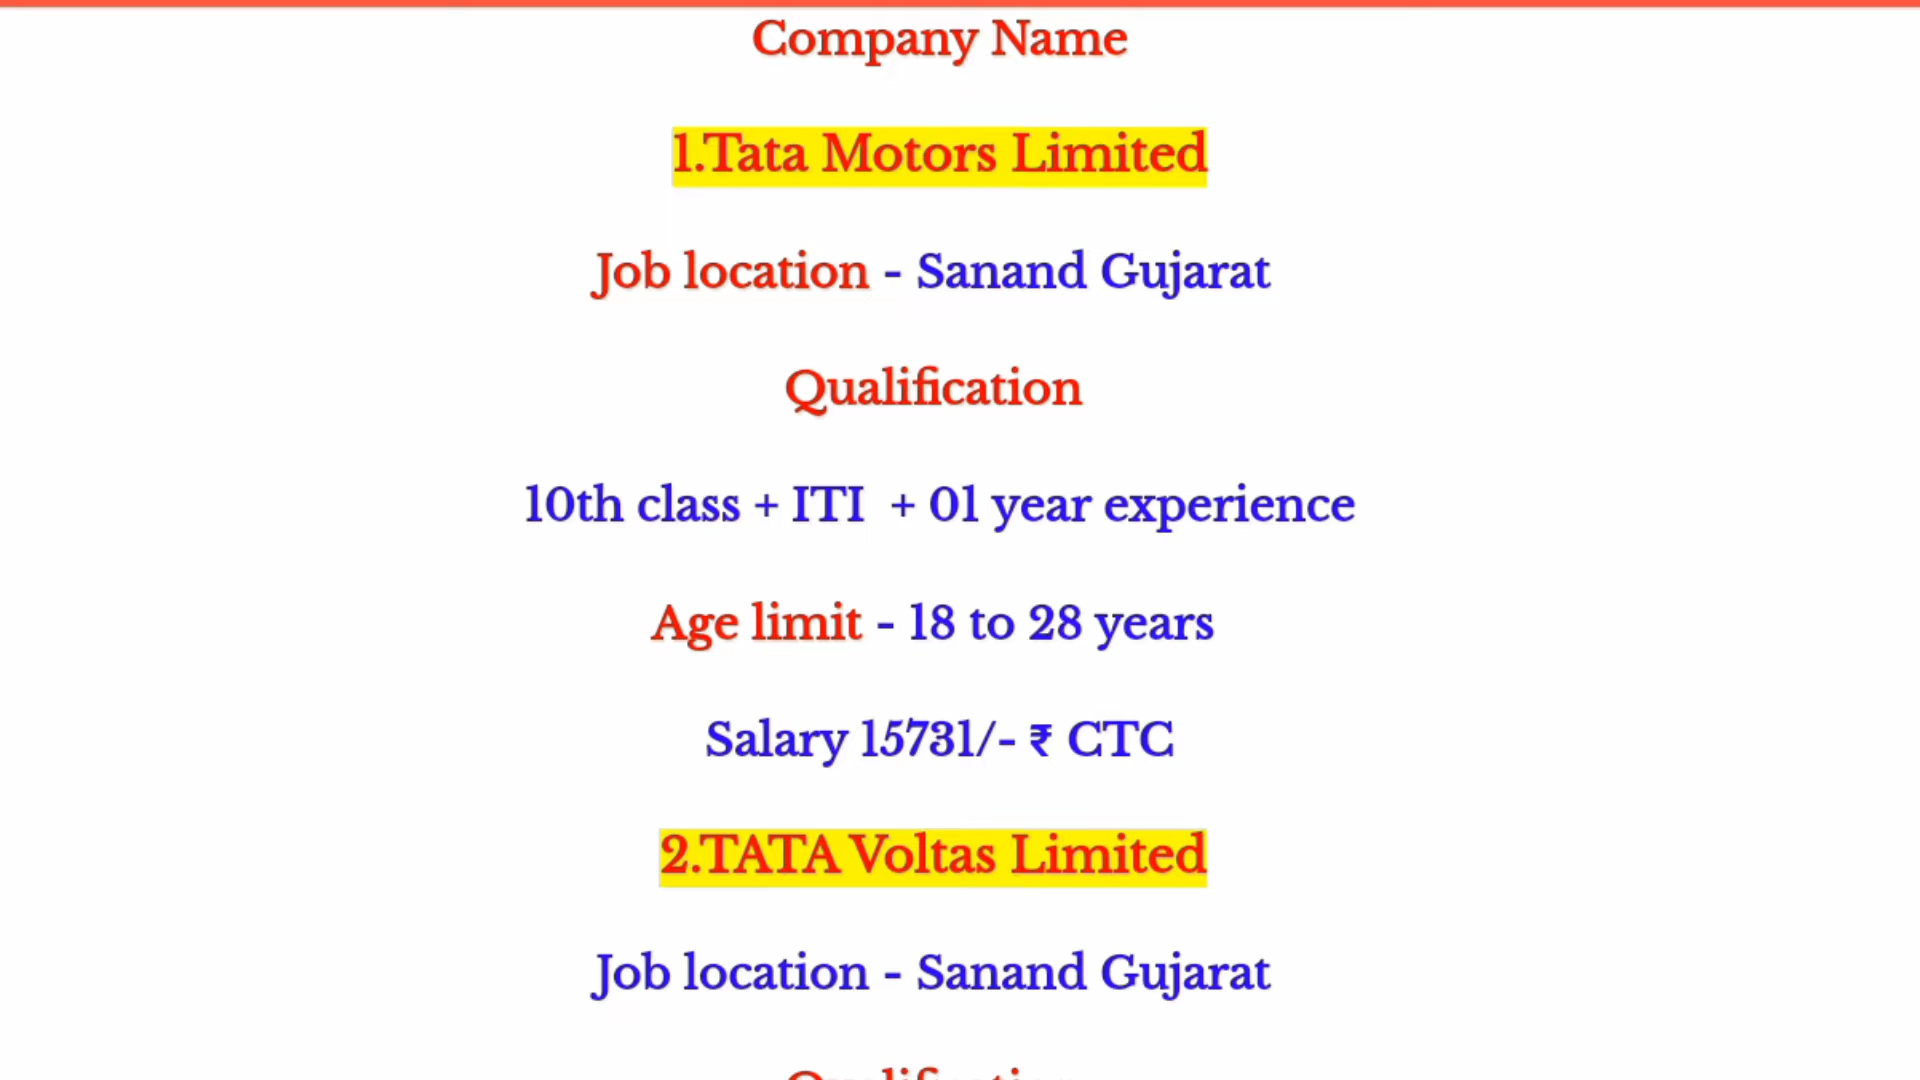 Company Name
1.Tata Motors Limited
Job location - Sanand Gujarat
Qualification
10th class + ITI  + 01 year experience
Age limit - 18 to 28 years
Salary 15731/- ₹ CTC
2.TATA Voltas Limited
Job location - Sanand Gujarat
Qualification